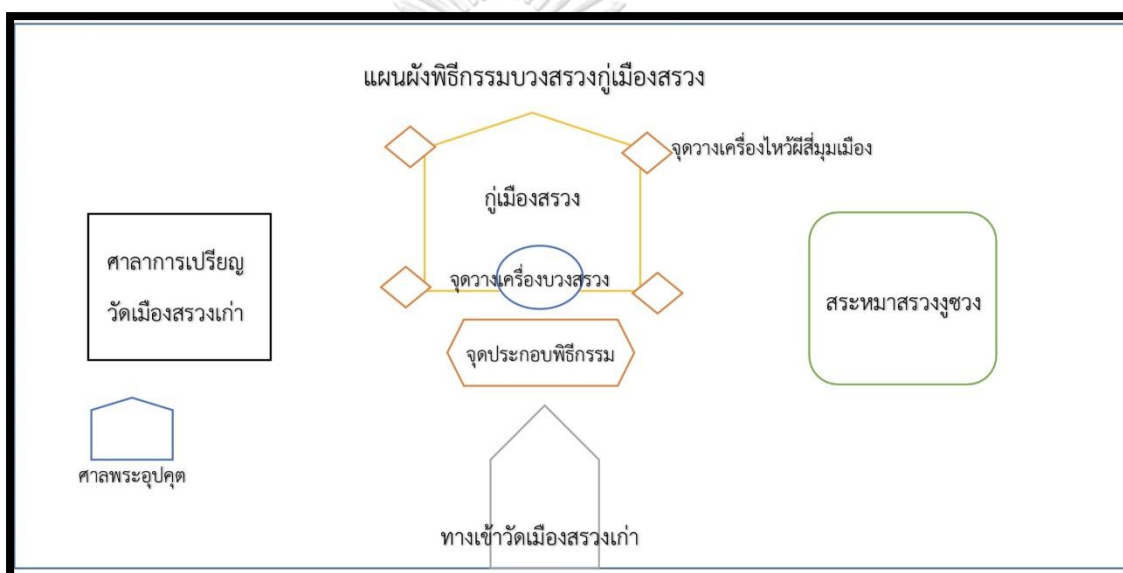 แผนผังพิธีกรรมบวงสรวงกู่เมืองสรวง
จุดวางเครื่องไหว้ผีสี่มุมเมือง
กู่เมืองสรวง
ศาลาการเปรียญ
วัดเมืองสรวงเก่า
จุดวางเครื่องบวงสรวง
สระหมาสรวงงูซวง
จุดประกอบพิธีกรรม
ศาลพระอุปคุต
ทางเข้าวัดเมืองสรวงเก่า